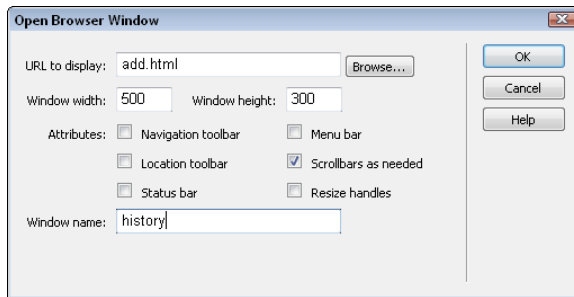 Open Browser Window
URL to display: add.html Browse... OK
Window width: 500 Window height: 300 Cancel
Attributes: Navigation toolbar Menu bar Help
Location toolbar Scrollbars as needed
Status bar Resize handles
Window name: history